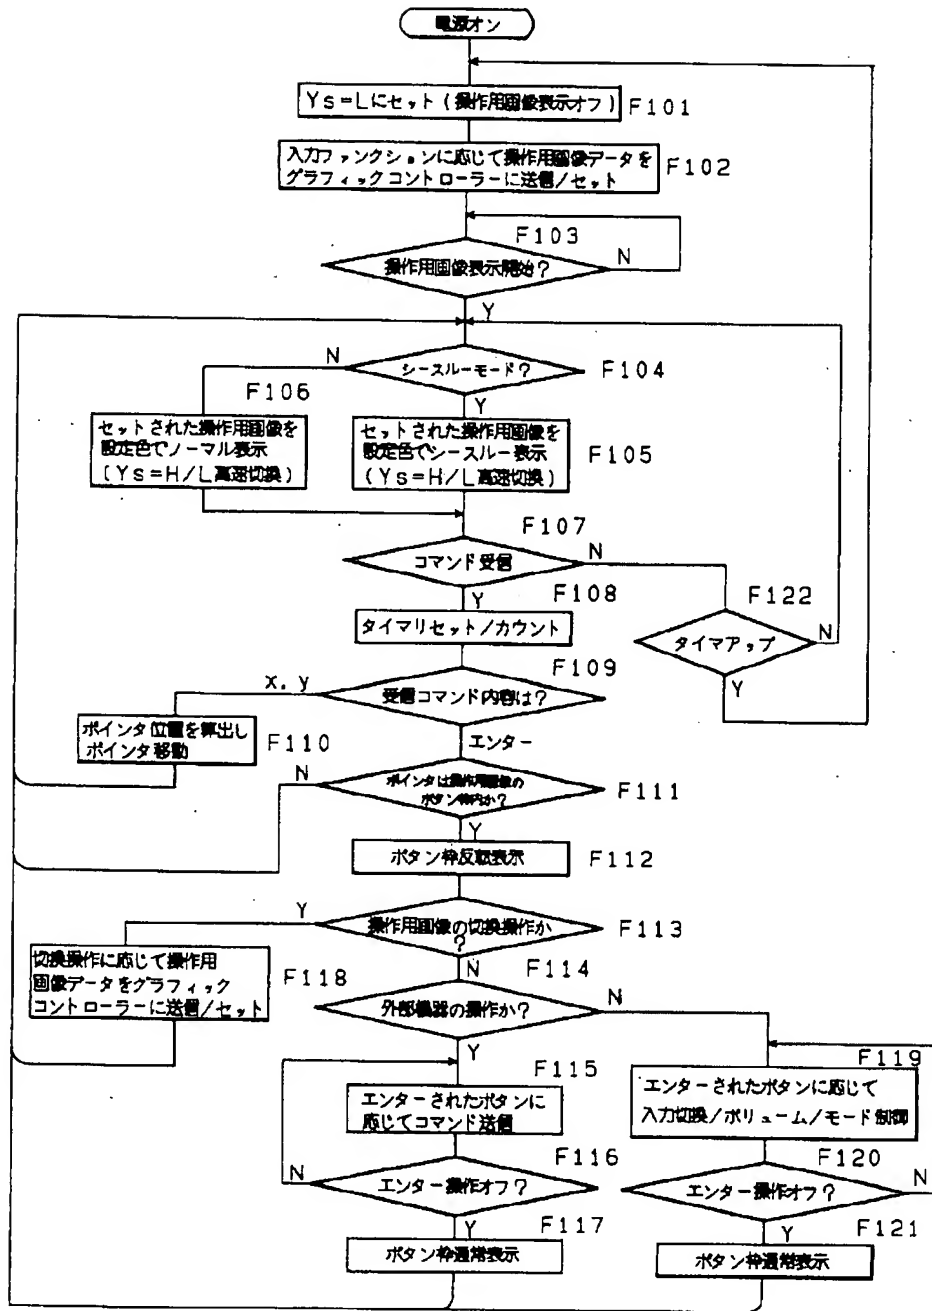 電源オン
Ys=Lにセット(操作用画像表示オフ) F101
入力ファンクションに応じて操作用画像データを
グラフィックコントローラーに送信/セット
F102
F103
操作用画像表示開始?
N
Y
シースルーモード?
F104
N
Y
F106
セットされた操作用画像を
設定色でノーマル表示
(Ys=H/L高速切換)
セットされた操作用画像を
設定色でシースルー表示
(Ys=H/L高速切換)
F105
F107
コマンド受信
N
Y
F108
タイマリセット/カウント
F122
タイマアップ
N
Y
F109
受信コマンド内容は?
x. y
エンター
ポインタ位置を算出し
ポインタ移動
F110
ポインタは操作用画像の
ボタン枠内か?
F111
N
Y
ボタン枠反転表示
F112
操作用画像の切換操作か
?
F113
Y
N
切換操作に応じて操作用
画像データをグラフィック
コントローラーに送信/セット
F118
F114
外部機器の操作か?
N
Y
F115
エンターされたボタンに
応じてコマンド送信
F116
エンター操作オフ?
N
Y
F117
ボタン枠通常表示
F119
エンターされたボタンに応じて
入力切換/ボリューム/モード制御
F120
エンター操作オフ?
N
Y
F121
ボタン枠通常表示